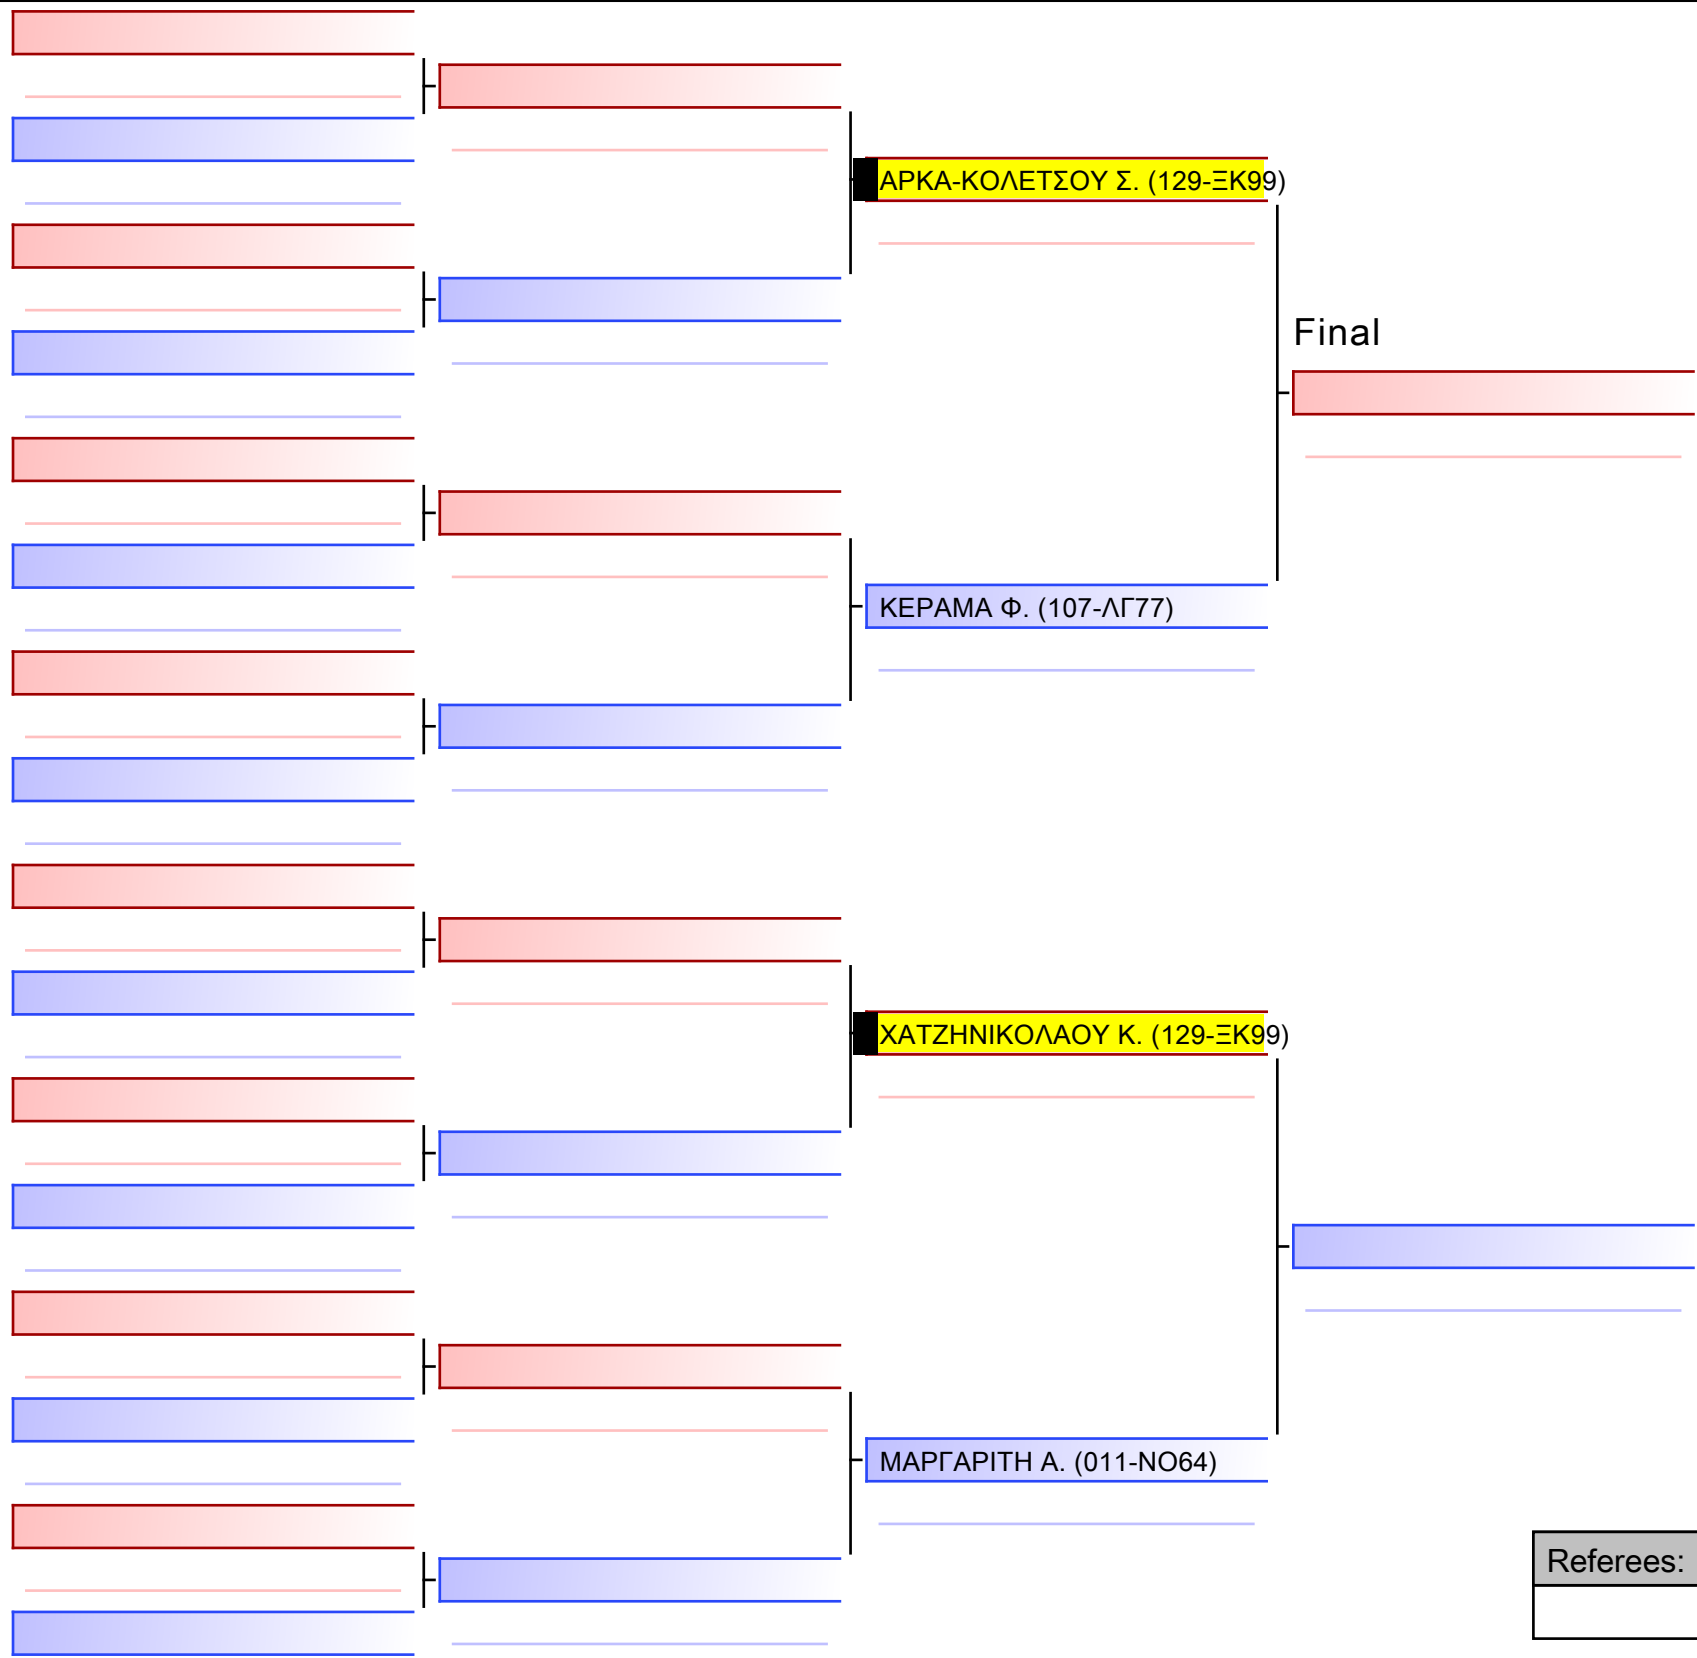 ΑΡΚΑ-ΚΟΛΕΤΣΟΥ Σ. (129-ΞΚ99)
Final
ΚΕΡΑΜΑ Φ. (107-ΛΓ77)
ΧΑΤΖΗΝΙΚΟΛΑΟΥ Κ. (129-ΞΚ99)
ΜΑΡΓΑΡΙΤΗ Α. (011-ΝΟ64)
Referees: